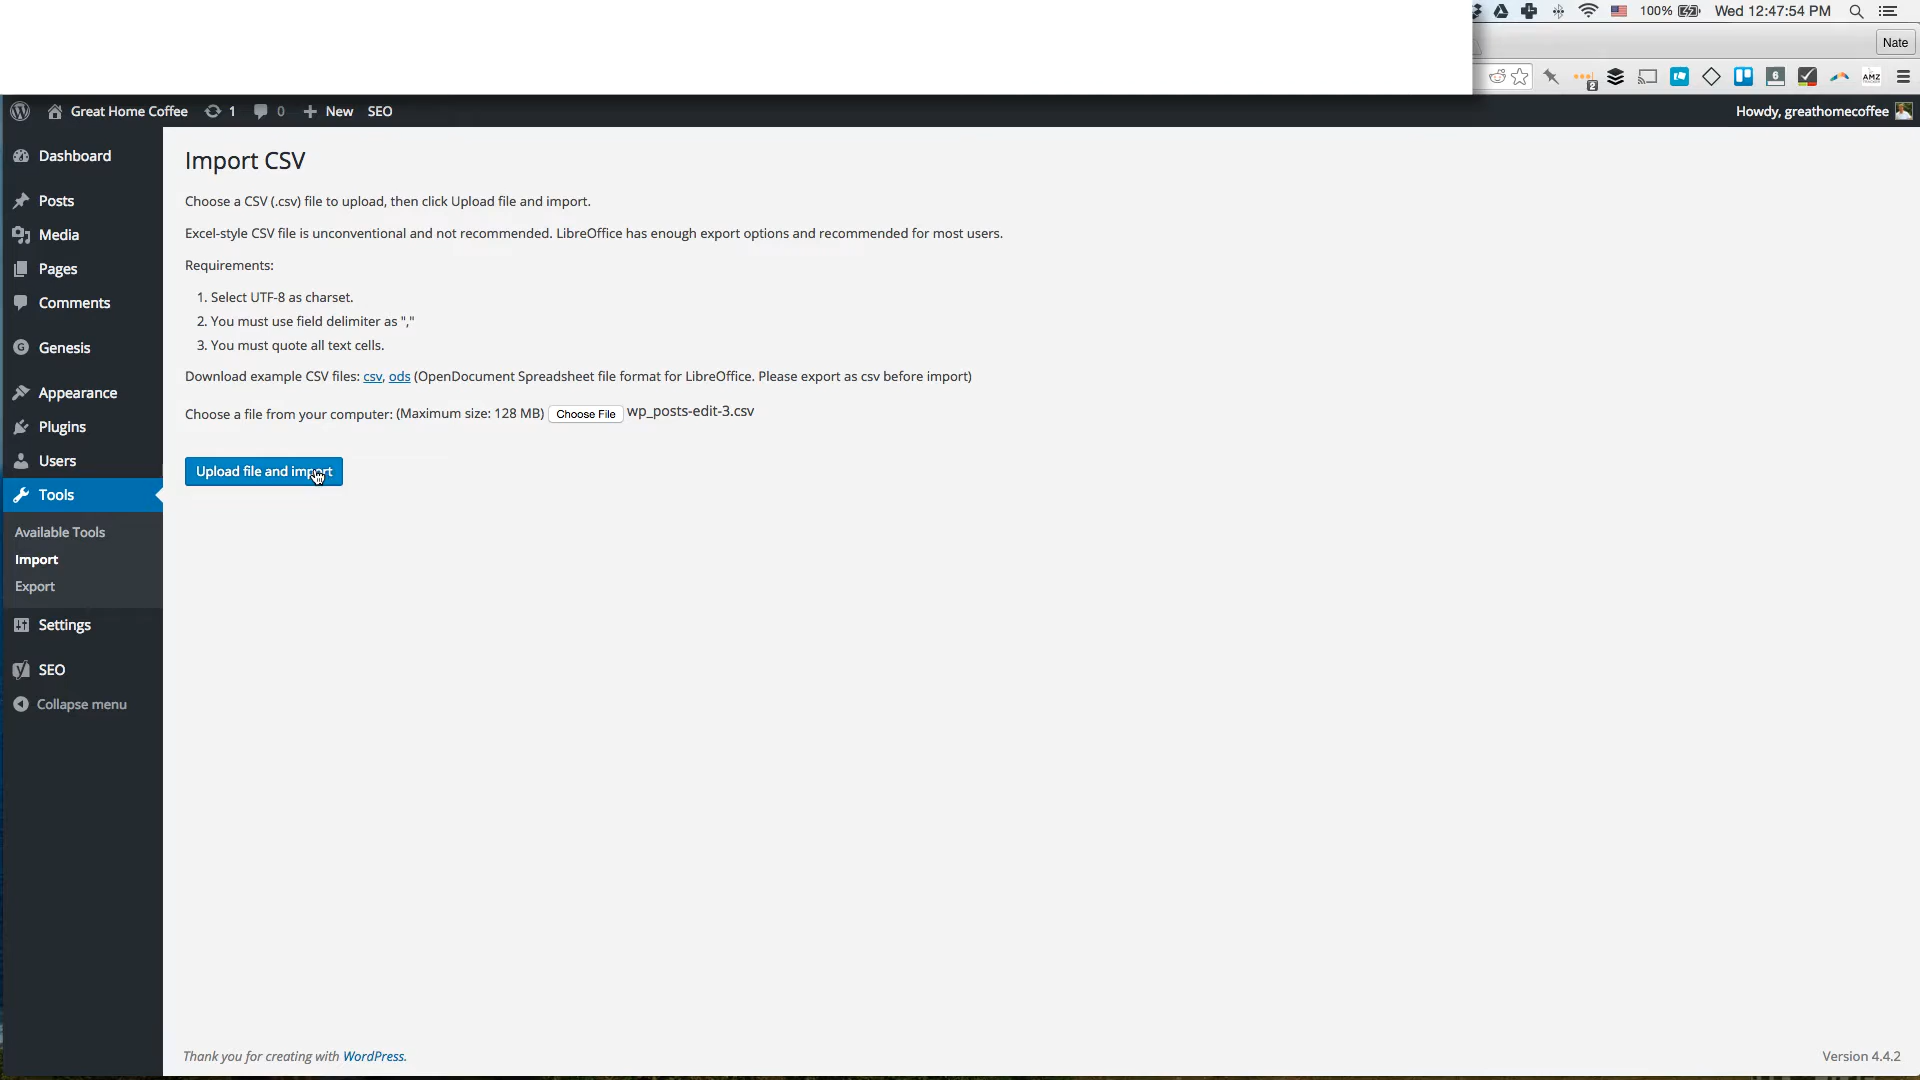 100% Wed 12:47:54 PM
Nate
2 6 AMZ
Great Home Coffee 1 0 New SEO Howdy, greathomecoffee
Dashboard
Posts
Media
Pages
Comments
Genesis
Appearance
Plugins
Users
Tools
Available Tools
Import
Export
Settings
SEO
Collapse menu
Import CSV
Choose a CSV (.csv) file to upload, then click Upload file and import.
Excel-style CSV file is unconventional and not recommended. LibreOffice has enough export options and recommended for most users.
Requirements:
1. Select UTF-8 as charset.
2. You must use field delimiter as ","
3. You must quote all text cells.
Download example CSV files: csv, ods (OpenDocument Spreadsheet file format for LibreOffice. Please export as csv before import)
Choose a file from your computer: (Maximum size: 128 MB) Choose File wp_posts-edit-3.csv
Upload file and import
Thank you for creating with WordPress. Version 4.4.2